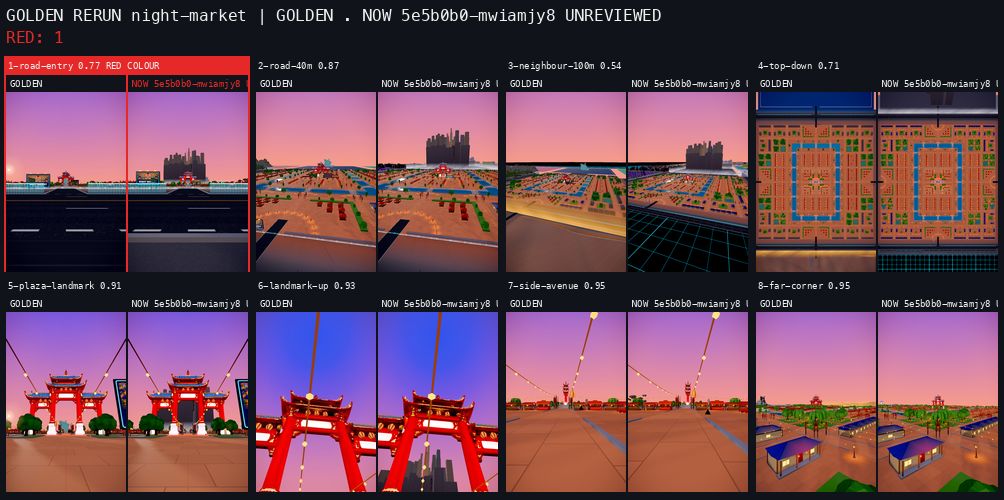 GOLDEN RERUN night-market | GOLDEN . NOW 5e5b0b0-mwiamjy8 UNREVIEWED
RED: 1
1-road-entry 0.77 RED COLOUR
GOLDEN NOW 5e5b0b0-mwiamjy8 U
2-road-40m 0.87
GOLDEN NOW 5e5b0b0-mwiamjy8 U
3-neighbour-100m 0.54
GOLDEN NOW 5e5b0b0-mwiamjy8 U
4-top-down 0.71
GOLDEN NOW 5e5b0b0-mwiamjy8 U
5-plaza-landmark 0.91
GOLDEN NOW 5e5b0b0-mwiamjy8 U
6-landmark-up 0.93
GOLDEN NOW 5e5b0b0-mwiamjy8 U
7-side-avenue 0.95
GOLDEN NOW 5e5b0b0-mwiamjy8 U
8-far-corner 0.95
GOLDEN NOW 5e5b0b0-mwiamjy8 U